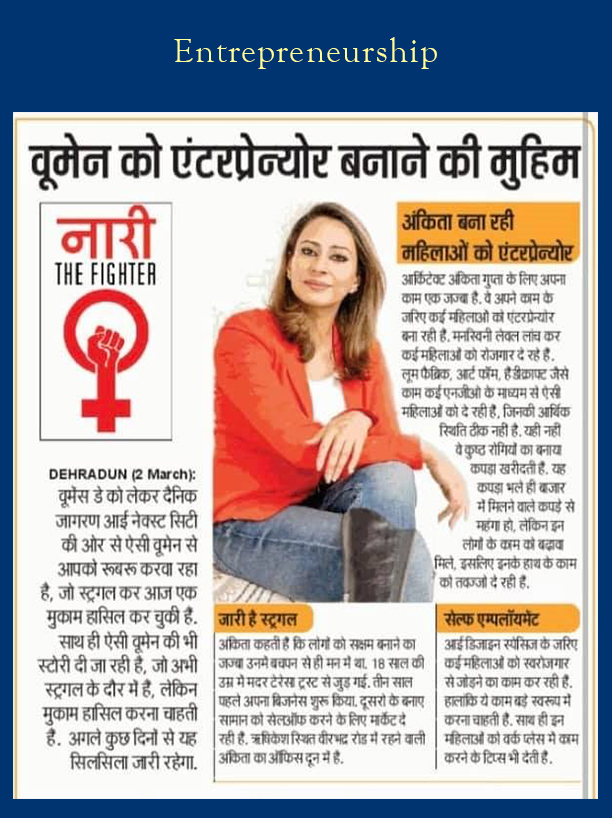 Entrepreneurship
वूमेन को एंटरप्रेन्योर बनाने की मुहिम
नारी
THE FIGHTER
DEHRADUN (2 March):
वूमेंस डे को लेकर दैनिक
जागरण आई नेक्स्ट सिटी
की ओर से ऐसी वूमेन से
आपको रूबरू करवा रहा
है, जो स्ट्रगल कर आज एक
मुकाम हासिल कर चुकी हैं.
साथ ही ऐसी वूमेन की भी
स्टोरी दी जा रही है, जो अभी
स्ट्रगल के दौर में हैं, लेकिन
मुकाम हासिल करना चाहती
हैं. अगले कुछ दिनों से यह
सिलसिला जारी रहेगा.
अंकिता बना रही
महिलाओं को एंटरप्रेन्योर
आर्किटेक्ट अंकिता गुप्ता के लिए अपना
काम एक जज्बा है. वे अपने काम के
जरिए कई महिलाओं को एंटरप्रेन्योर
बना रही हैं. मनस्विनी लेवल लांच कर
कई महिलाओं को रोजगार दे रहे हैं.
लूम फैब्रिक, आर्ट फॉम, हैंडीक्राफ्ट जैसे
काम कई एनजीओ के माध्यम से ऐसी
महिलाओं को दे रही है, जिनकी आर्थिक
स्थिति ठीक नही है. यही नही
वे कुष्ठ रोगियों का बनाया
कपड़ा खरीदती हैं. यह
कपड़ा भले ही बाजार
में मिलने वाले कपड़े से
महंगा हो, लेकिन इन
लोगों के काम को बढ़ावा
मिले, इसलिए इनके हाथ के काम
को तवज्जो दे रही हैं.
जारी है स्ट्रगल
अंकिता कहती हैं कि लोगों को सक्षम बनाने का
जज्बा उनमें बचपन से ही मन में था. 18 साल की
उम्र में मदर टेरेसा ट्रस्ट से जुड़ गई. तीन साल
पहले अपना बिजनेस शुरू किया. दूसरों के बनाए
सामान को सेलऑफ करने के लिए मार्केट दे
रही हैं. ऋषिकेश स्थित वीरभद्र रोड में रहने वाली
अंकिता का ऑफिस दून में है.
सेल्फ एम्पलॉयमेंट
आई डिजाइन स्पेसिज के जरिए
कई महिलाओं को स्वरोजगार
से जोडने का काम कर रही हैं.
हालांकि ये काम बड़े स्वरूप में
करना चाहती हैं. साथ ही इन
महिलाओं को वर्क प्लेस में काम
करने के टिप्स भी देती हैं.